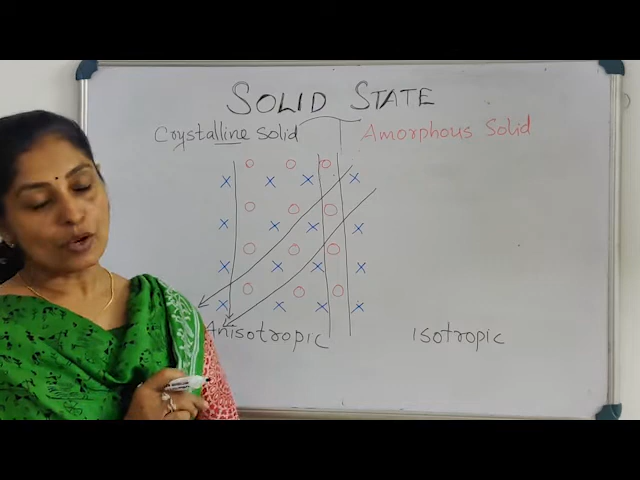 SOLID STATE
Crystalline Solid Amorphous Solid
Anisotropic Isotropic